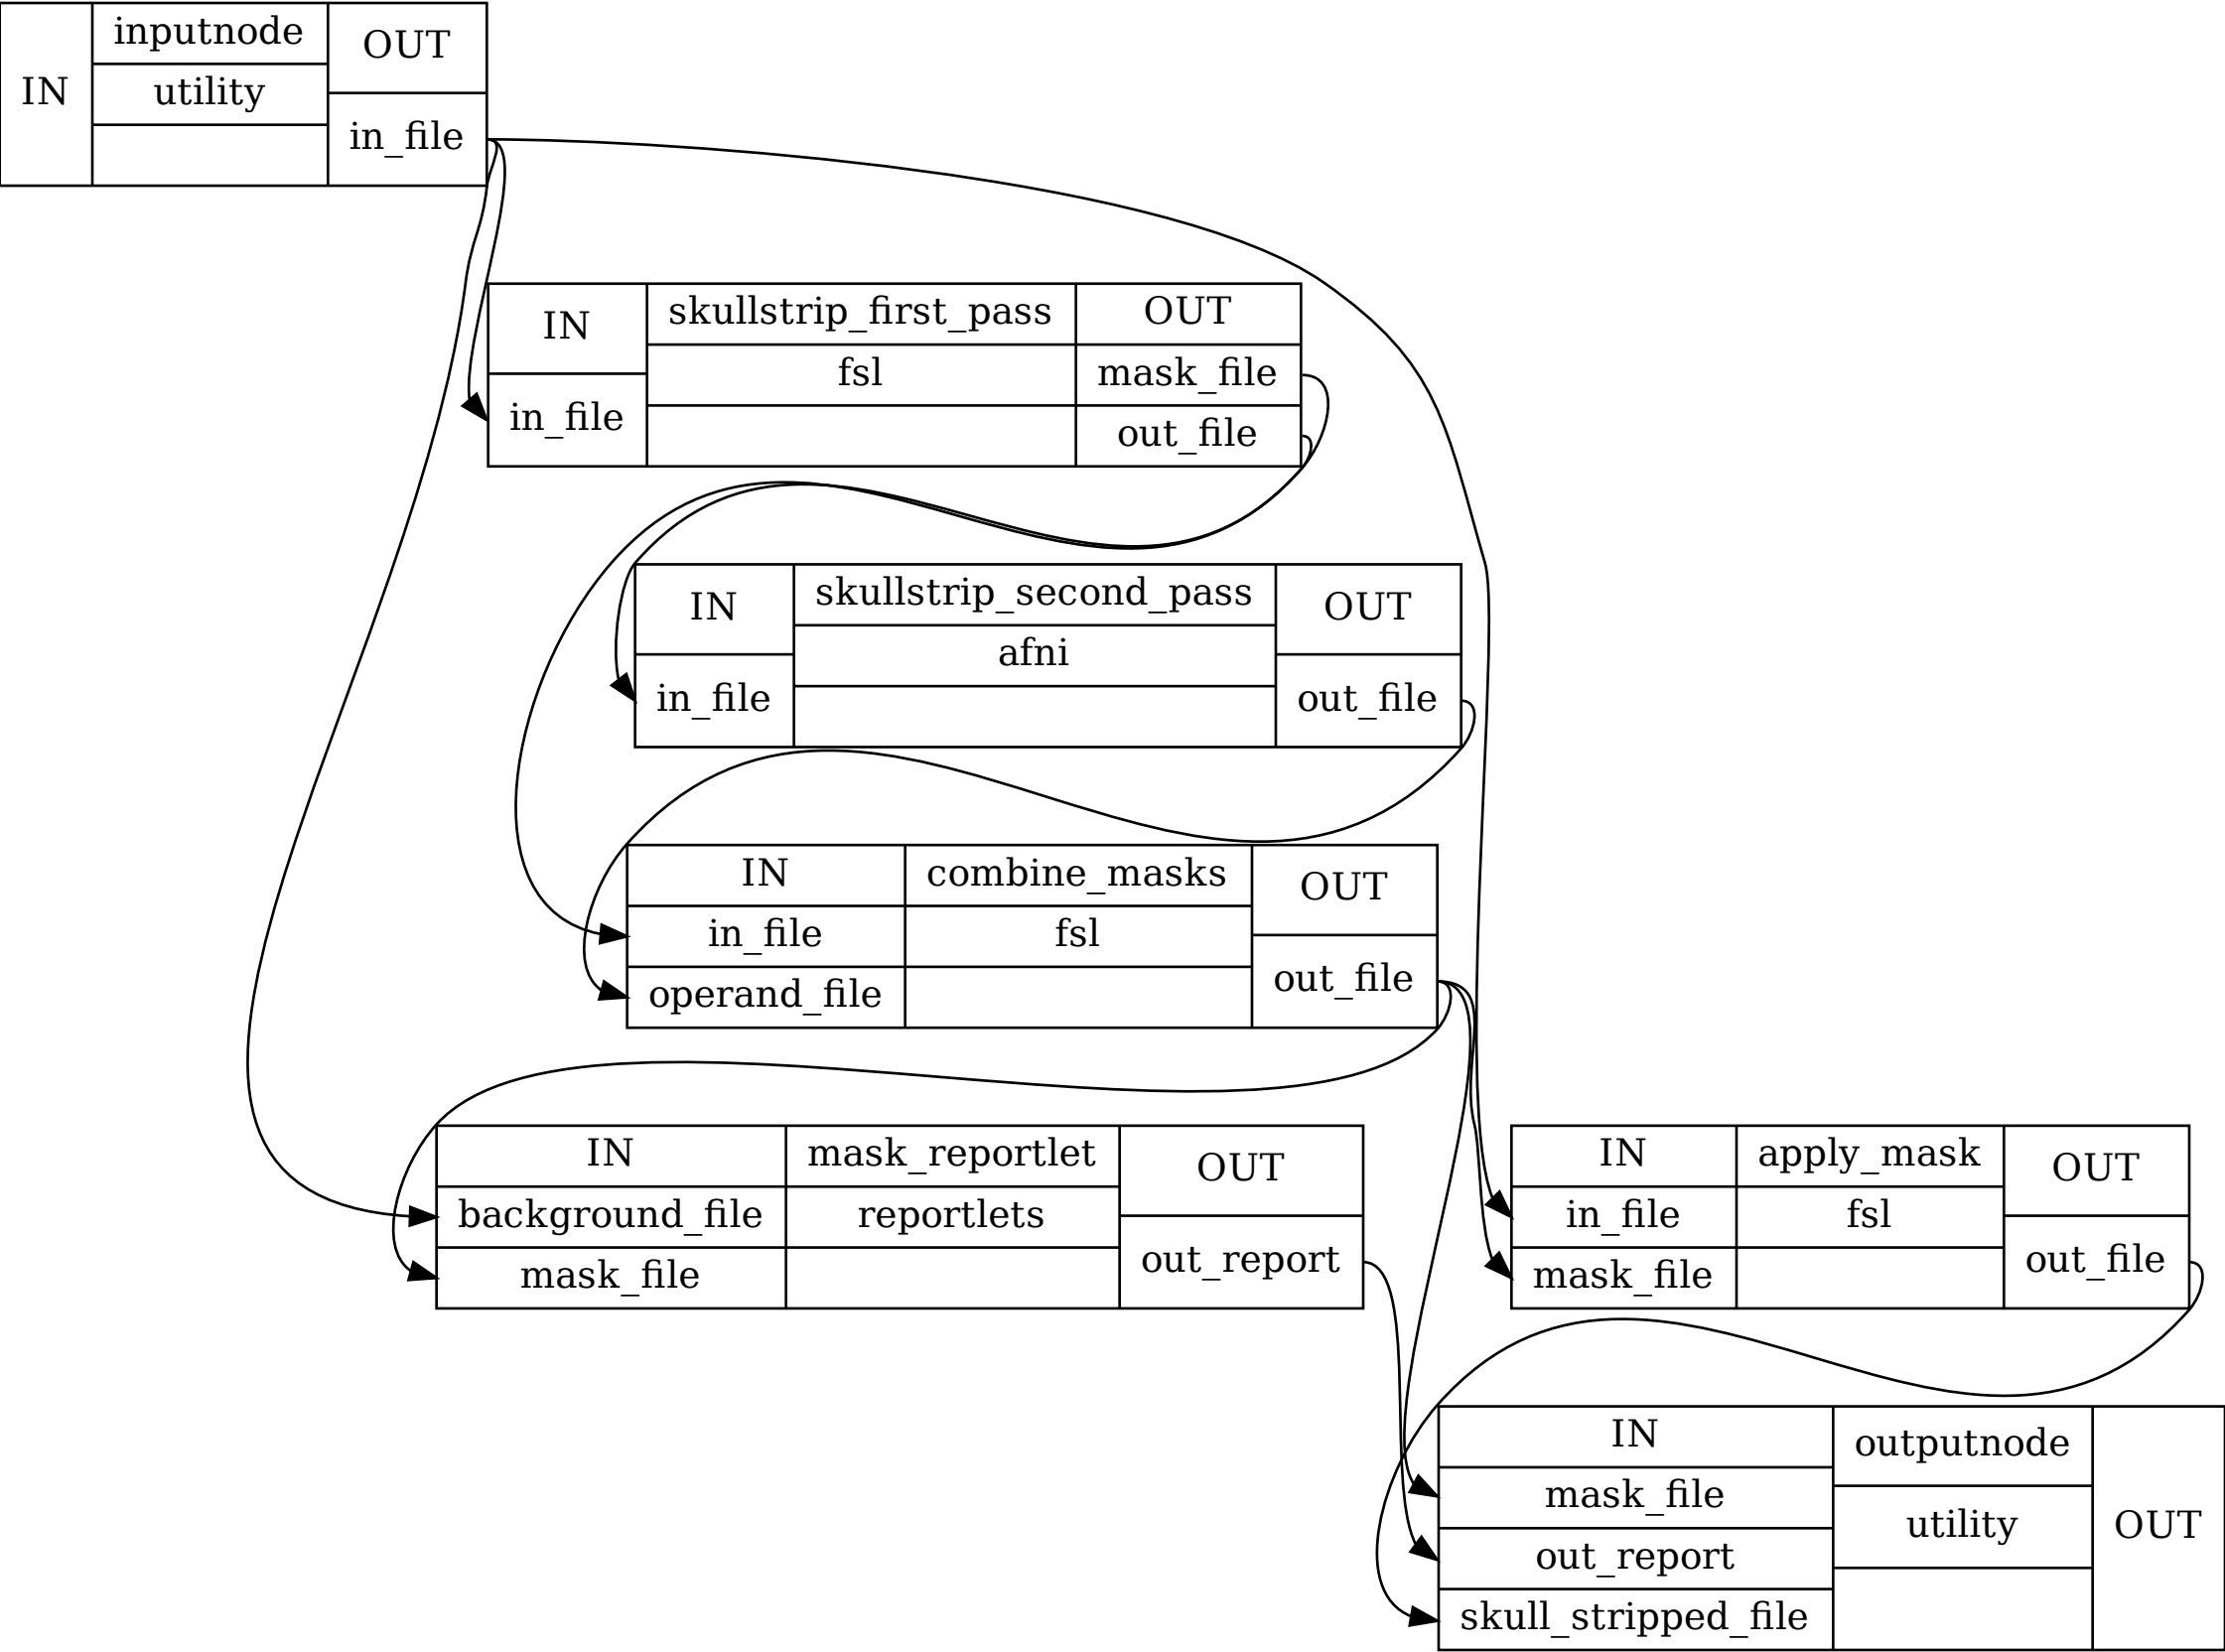 IN
inputnode
utility
OUT
in_file
IN
in_file
skullstrip_first_pass
fsl
OUT
mask_file
out_file
IN
in_file
skullstrip_second_pass
afni
OUT
out_file
IN
in_file
operand_file
combine_masks
fsl
OUT
out_file
IN
background_file
mask_file
mask_reportlet
reportlets
OUT
out_report
IN
in_file
mask_file
apply_mask
fsl
OUT
out_file
IN
mask_file
out_report
skull_stripped_file
outputnode
utility
OUT